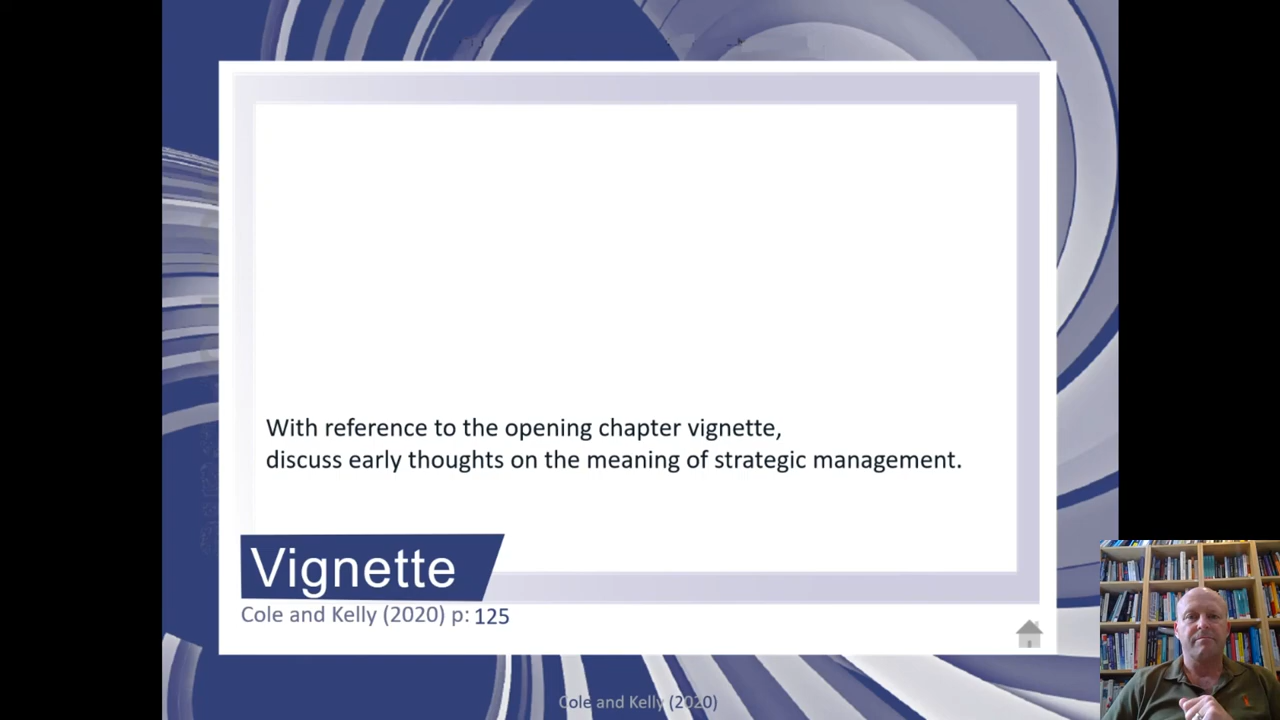 With reference to the opening chapter vignette,
discuss early thoughts on the meaning of strategic management.
Vignette
Cole and Kelly (2020) p: 125
Cole and Kelly (2020)